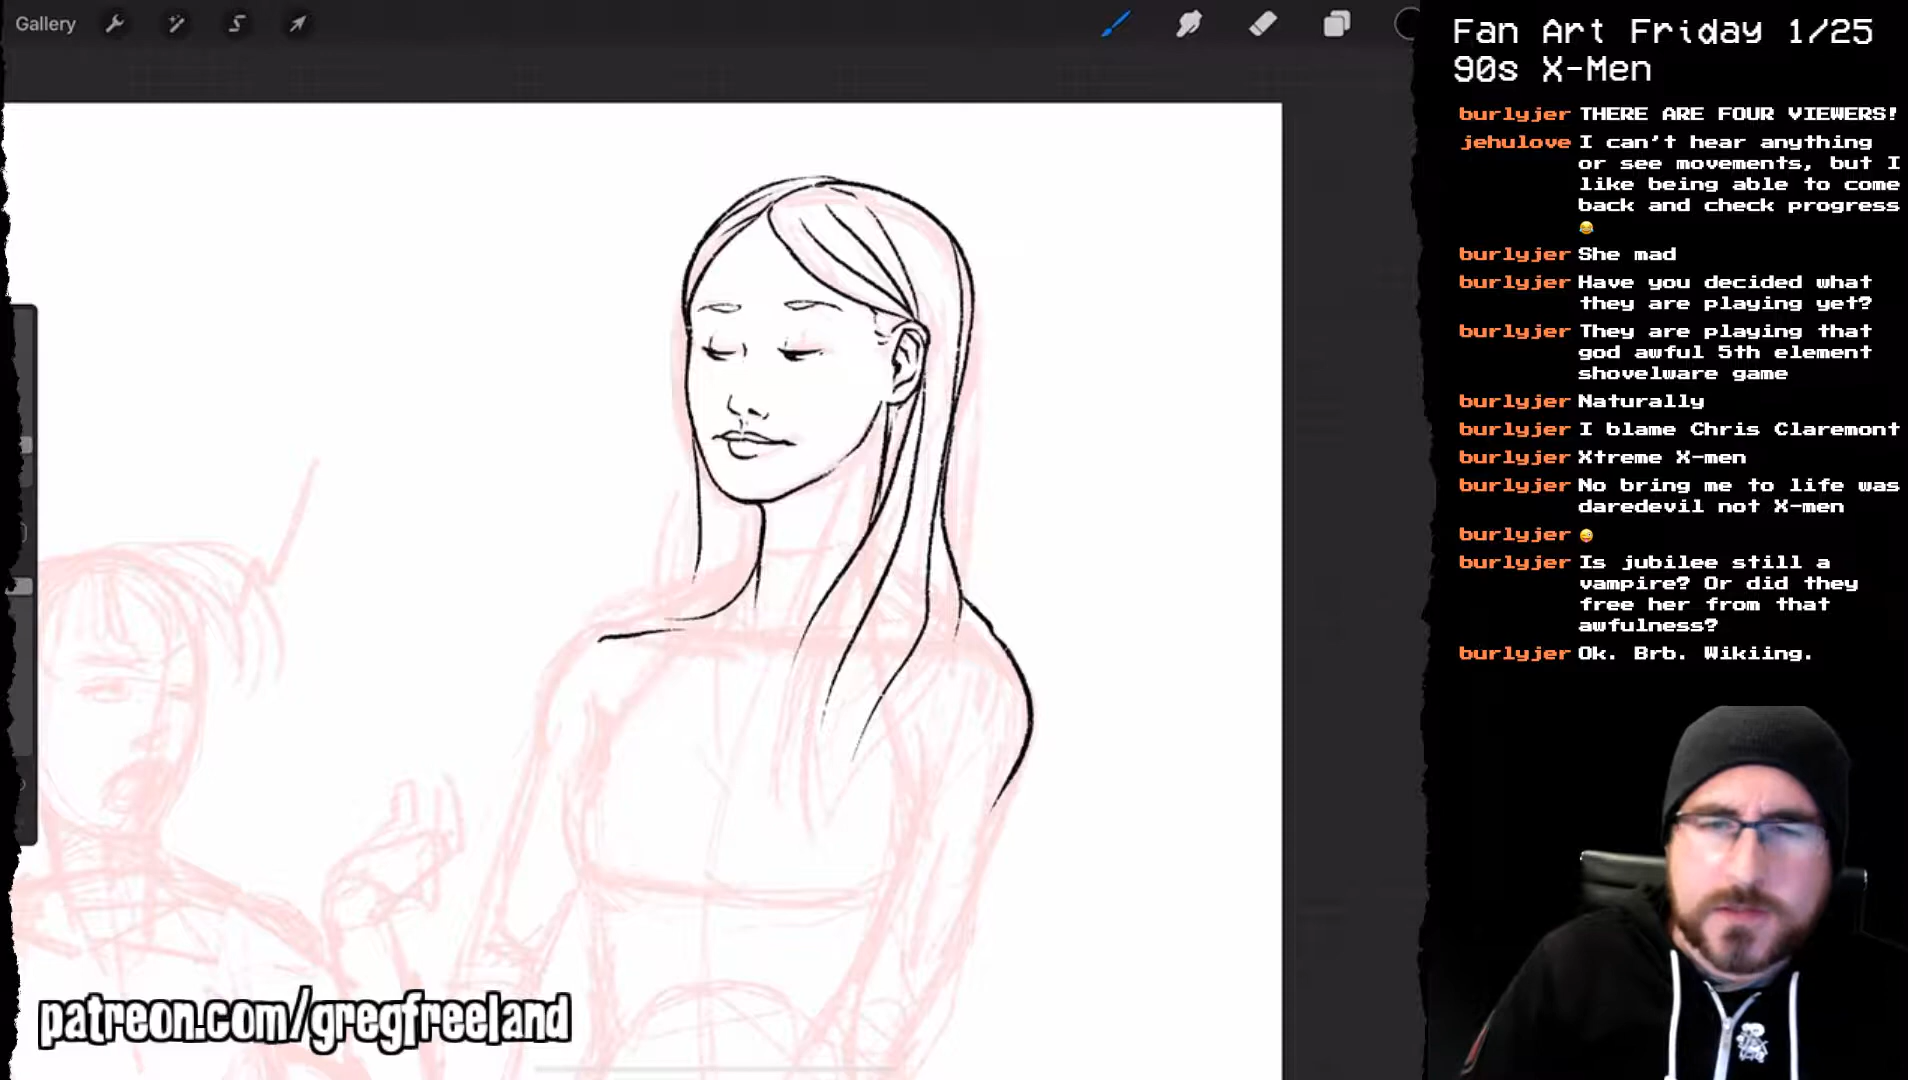 Gallery
Fan Art Friday 1/25
90s X-Men
burlyjer THERE ARE FOUR VIEWERS!
jehulove I can't hear anything
or see movements, but I
like being able to come
back and check progress
😂
burlyjer She mad
burlyjer Have you decided what
they are playing yet?
burlyjer They are playing that
god awful 5th element
shovelware game
burlyjer Naturally
burlyjer I blame Chris Claremont
burlyjer Xtreme X-men
burlyjer No bring me to life was
daredevil not X-men
burlyjer 😜
burlyjer Is jubilee still a
vampire? Or did they
free her from that
awfulness?
burlyjer Ok. Brb. Wikiing.
patreon.com/gregfreeland